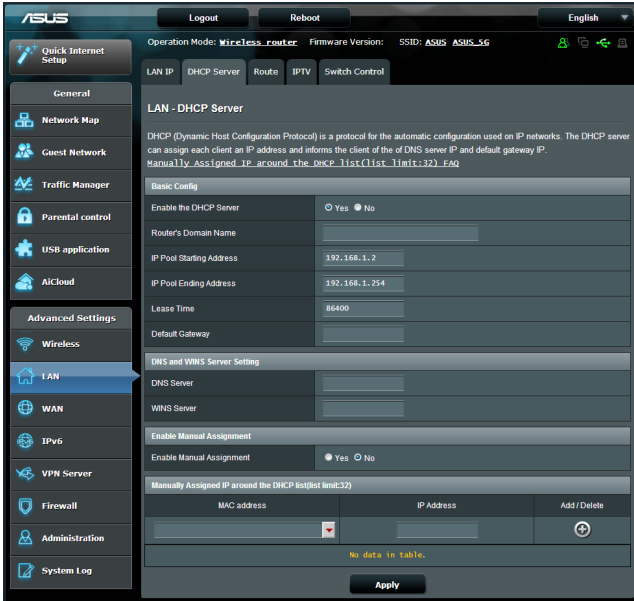 ASUS
Logout
Reboot
English
Quick Internet Setup
Operation Mode: Wireless router Firmware Version: SSID: ASUS ASUS_5G
LAN IP
DHCP Server
Route
IPTV
Switch Control
General
Network Map
Guest Network
Traffic Manager
Parental control
USB application
AiCloud
Advanced Settings
Wireless
LAN
WAN
IPv6
VPN Server
Firewall
Administration
System Log
LAN - DHCP Server
DHCP (Dynamic Host Configuration Protocol) is a protocol for the automatic configuration used on IP networks. The DHCP server
can assign each client an IP address and informs the client of the of DNS server IP and default gateway IP.
Manually Assigned IP around the DHCP list(list limit:32) FAQ
Basic Config
Enable the DHCP Server Yes No
Router's Domain Name
IP Pool Starting Address 192.168.1.2
IP Pool Ending Address 192.168.1.254
Lease Time 86400
Default Gateway
DNS and WINS Server Setting
DNS Server
WINS Server
Enable Manual Assignment
Enable Manual Assignment Yes No
Manually Assigned IP around the DHCP list(list limit:32)
MAC address IP Address Add / Delete
No data in table.
Apply